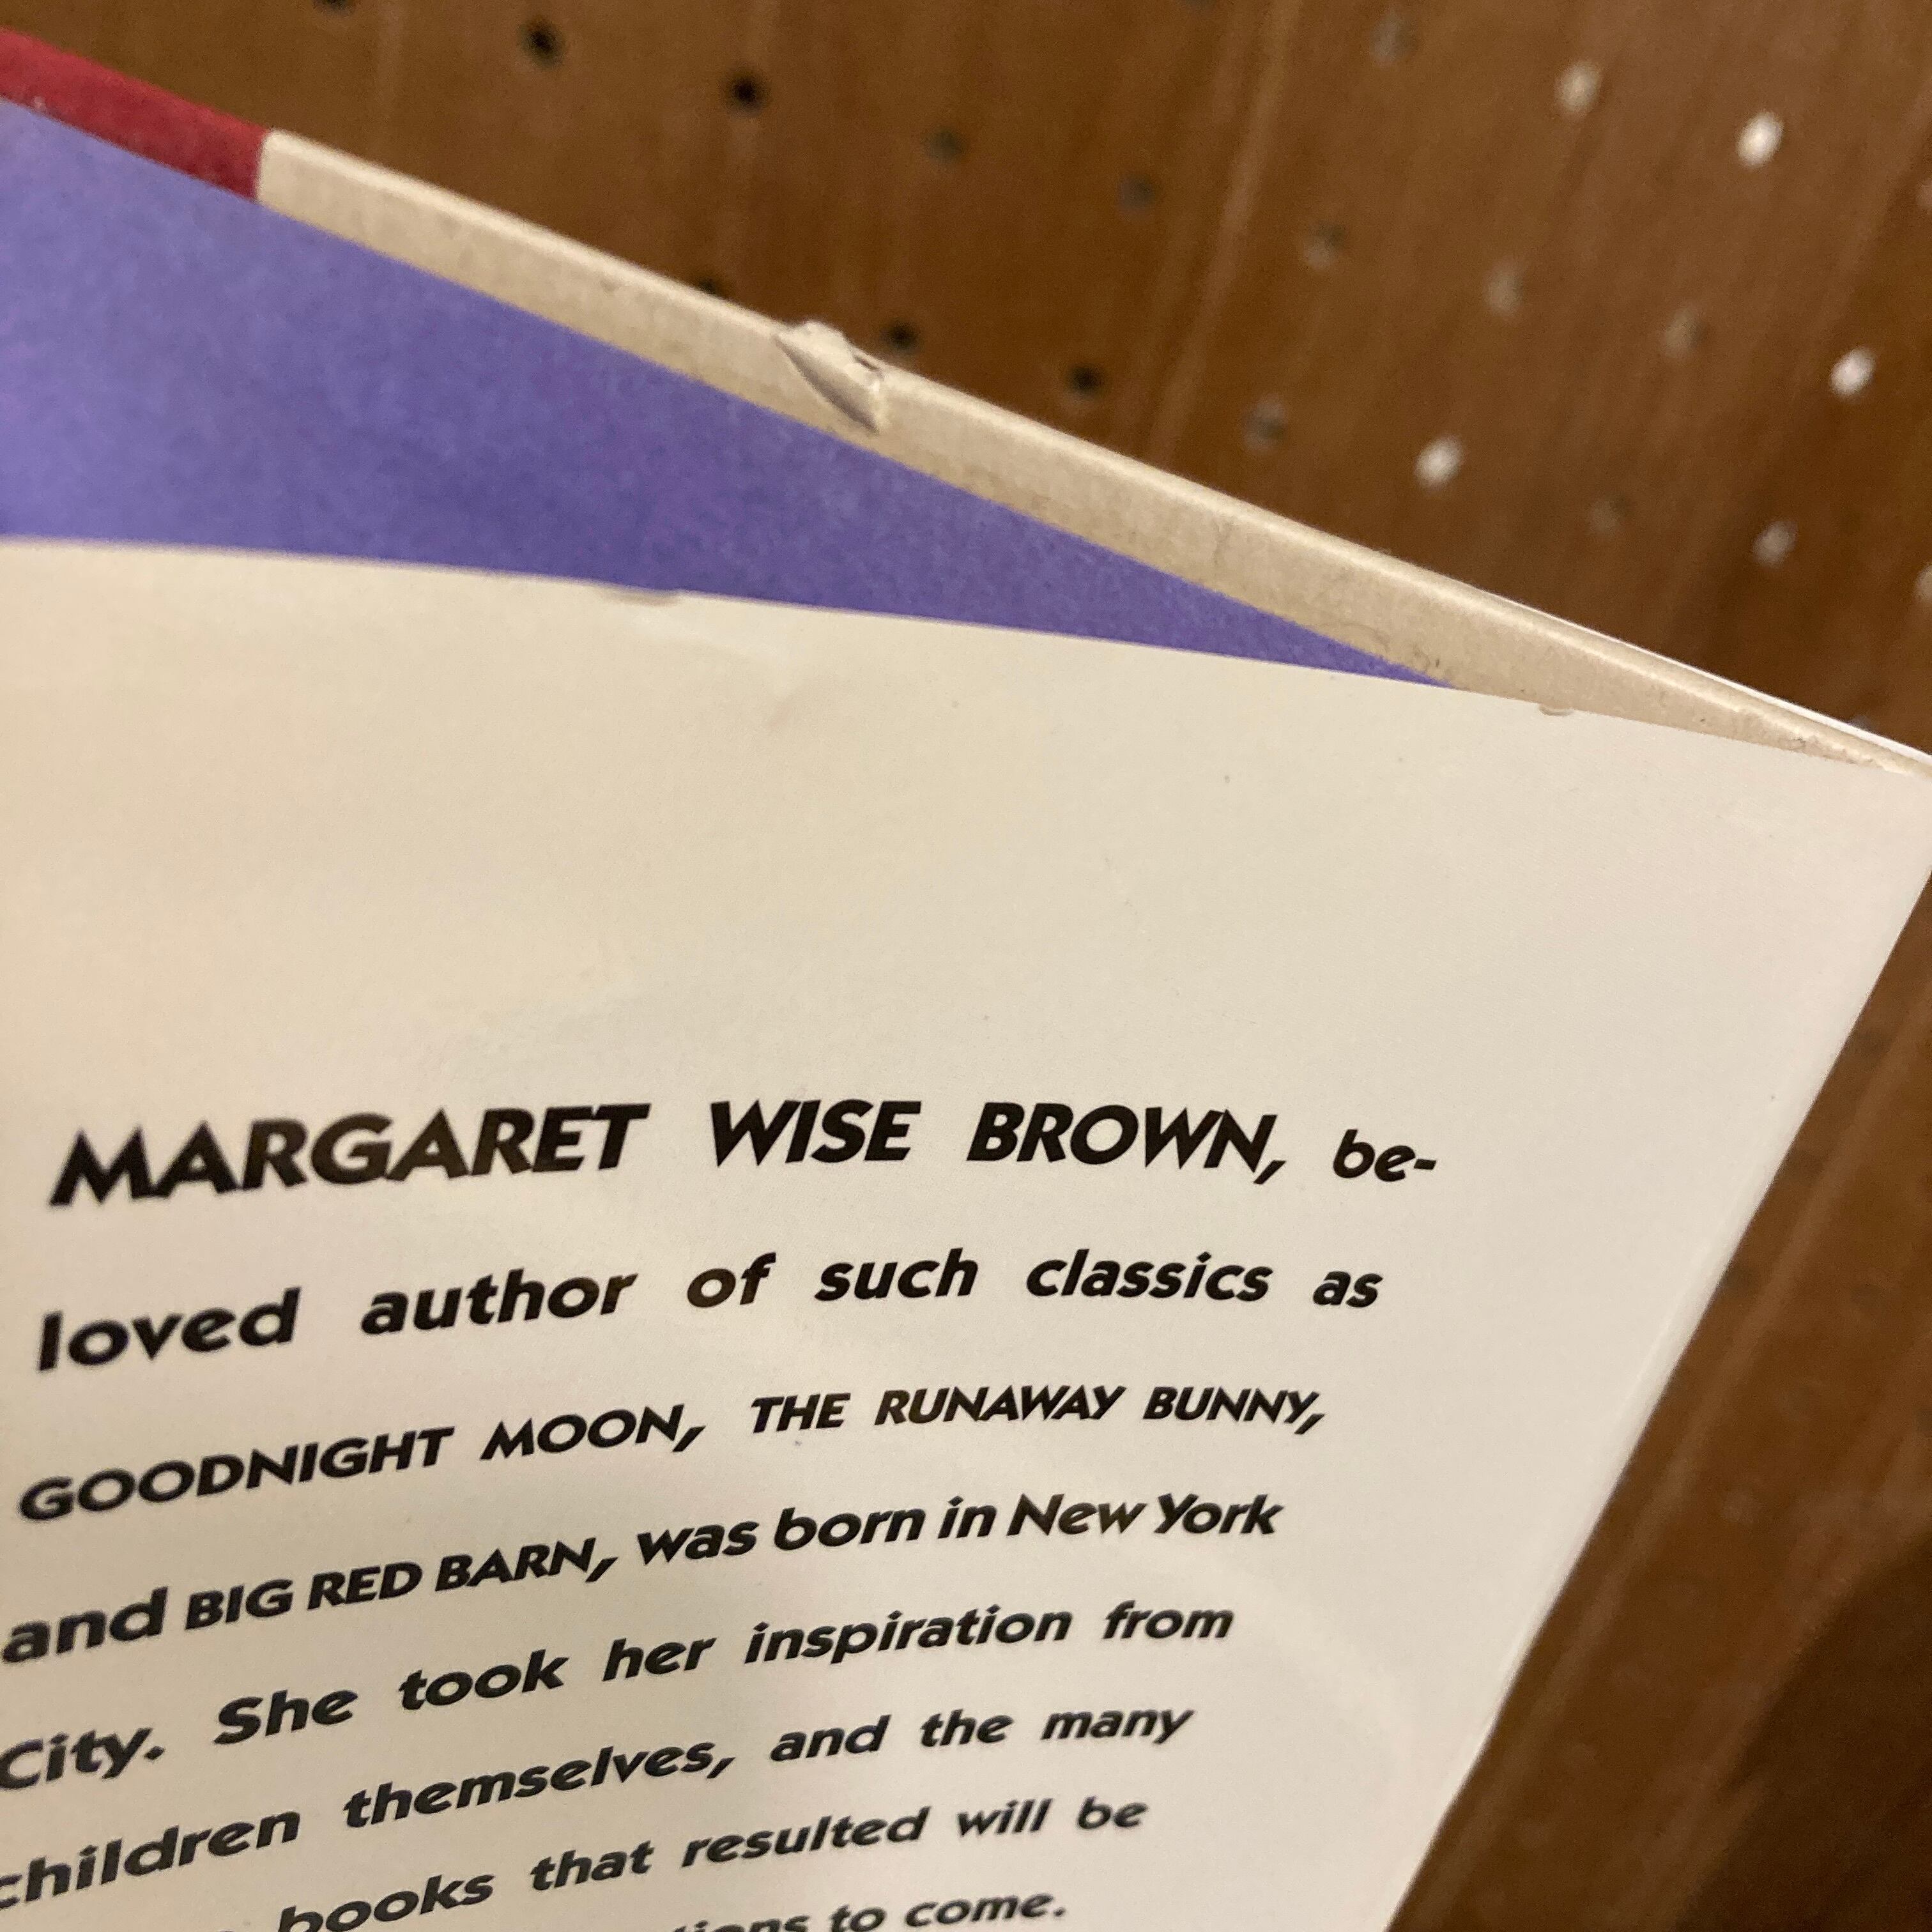 MARGARET WISE BROWN, be-
loved author of such classics as
GOODNIGHT MOON, THE RUNAWAY BUNNY,
and BIG RED BARN, was born in New York
City. She took her inspiration from
children themselves, and the many
books that resulted will be
to come.